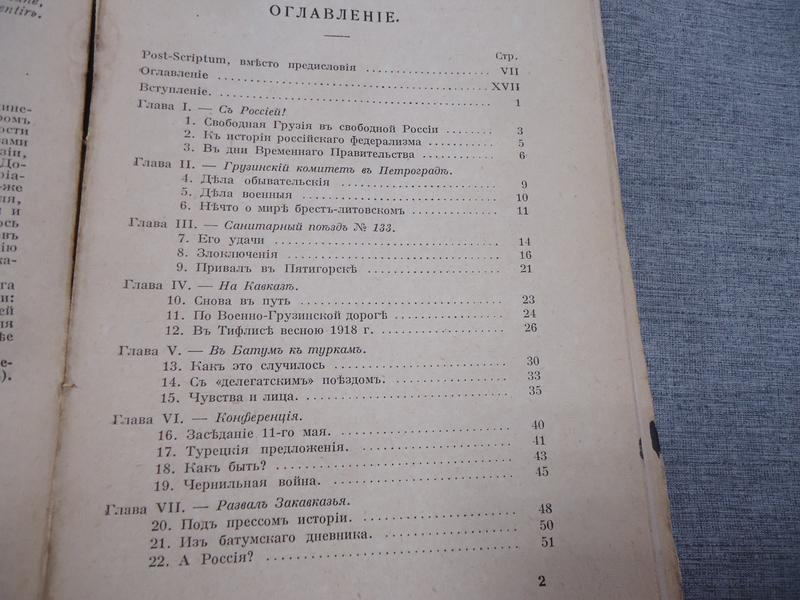 ОГЛАВЛЕНІЕ.
Стр.
Post-Scriptum, вмѣсто предисловія VII
Оглавленіе XVII
Вступленіе. 1
Глава I. — Съ Россіей!
1. Свободная Грузія въ свободной Россіи 3
2. Къ исторіи россійскаго федерализма 5
3. Въ дни Временнаго Правительства 6
Глава II. — Грузинскій комитетъ въ Петроградѣ.
4. Дѣла обывательскія 9
5. Дѣла военныя 10
6. Нѣчто о мирѣ брестъ-литовскомъ 11
Глава III. — Санитарный поѣздъ № 133.
7. Его удачи 14
8. Злоключенія 16
9. Привалъ въ Пятигорскѣ 21
Глава IV. — На Кавказѣ.
10. Снова въ путь 23
11. По Военно-Грузинской дорогѣ 24
12. Въ Тифлисѣ весною 1918 г. 26
Глава V. — Въ Батумъ къ туркамъ.
13. Какъ это случилось 30
14. Съ «делегатскимъ» поѣздомъ. 33
15. Чувства и лица. 35
Глава VI. — Конференція.
16. Засѣданіе 11-го мая. 40
17. Турецкія предложенія. 41
18. Какъ быть? 43
19. Чернильная война. 45
Глава VII. — Развалъ Закавказья.
20. Подъ прессомъ исторіи. 48
21. Изъ батумскаго дневника. 50
22. А Россія? 51
2